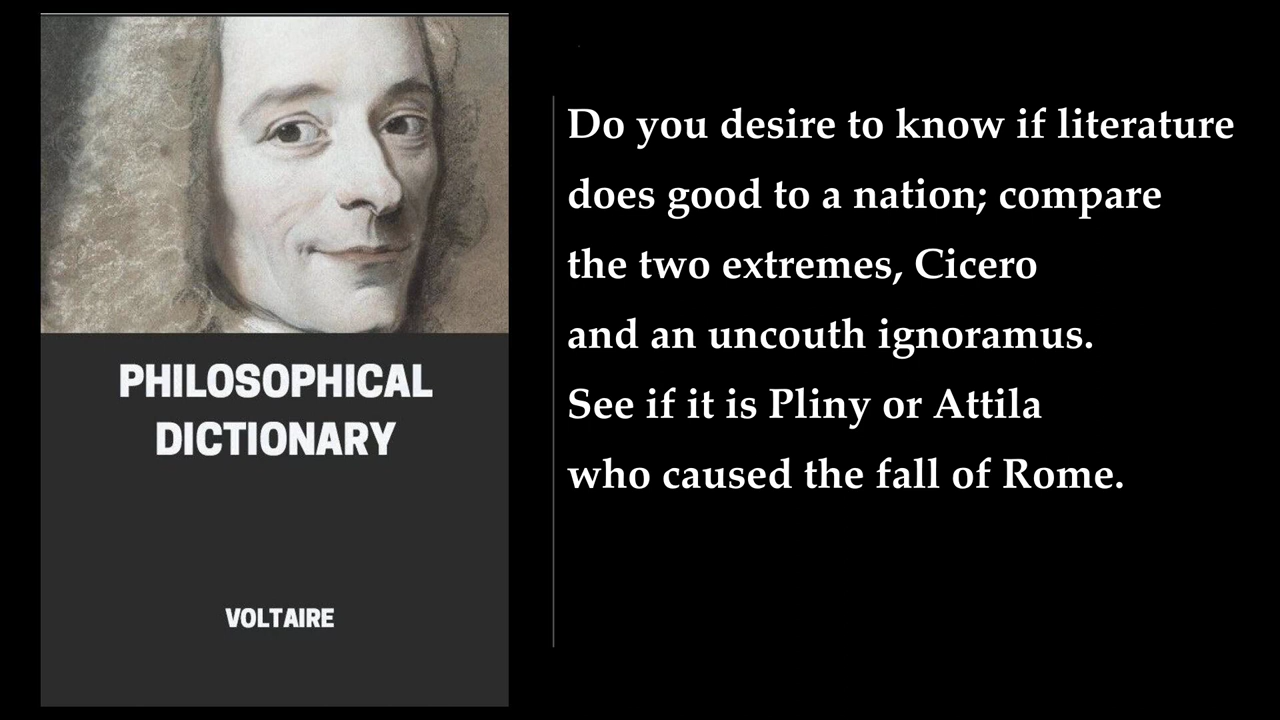 PHILOSOPHICAL
DICTIONARY
VOLTAIRE
Do you desire to know if literature
does good to a nation; compare
the two extremes, Cicero
and an uncouth ignoramus.
See if it is Pliny or Attila
who caused the fall of Rome.